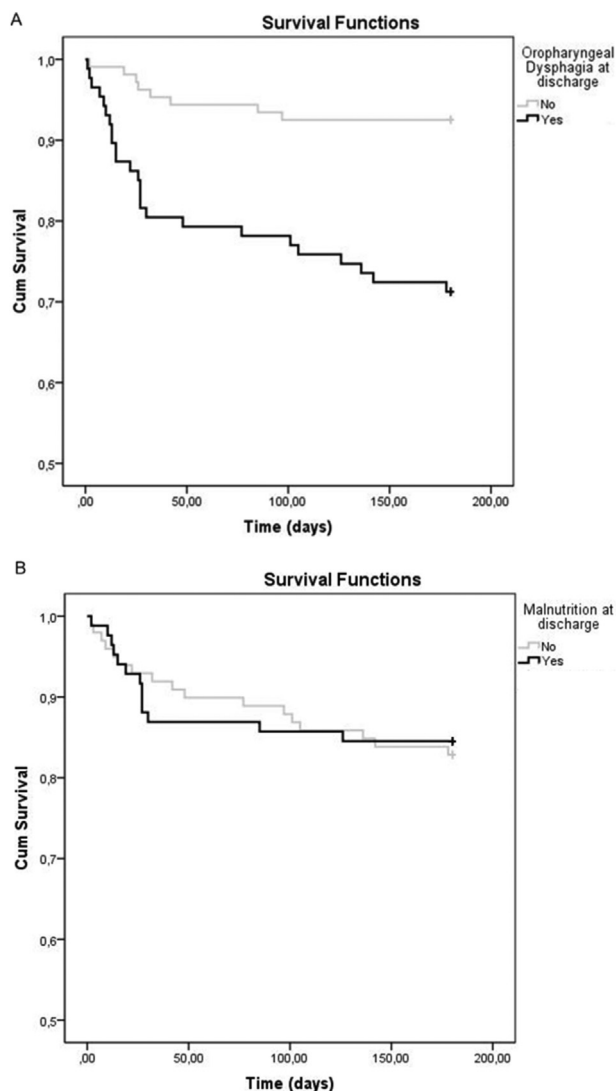 A
Survival Functions
Oropharyngeal
Dysphagia at
discharge
No
Yes
1,0
0,9
0,8
0,7
0,6
0,5
Cum Survival
,00
50,00
100,00
150,00
200,00
Time (days)
B
Survival Functions
Malnutrition at
discharge
No
Yes
1,0
0,9
0,8
0,7
0,6
0,5
Cum Survival
,00
50,00
100,00
150,00
200,00
Time (days)